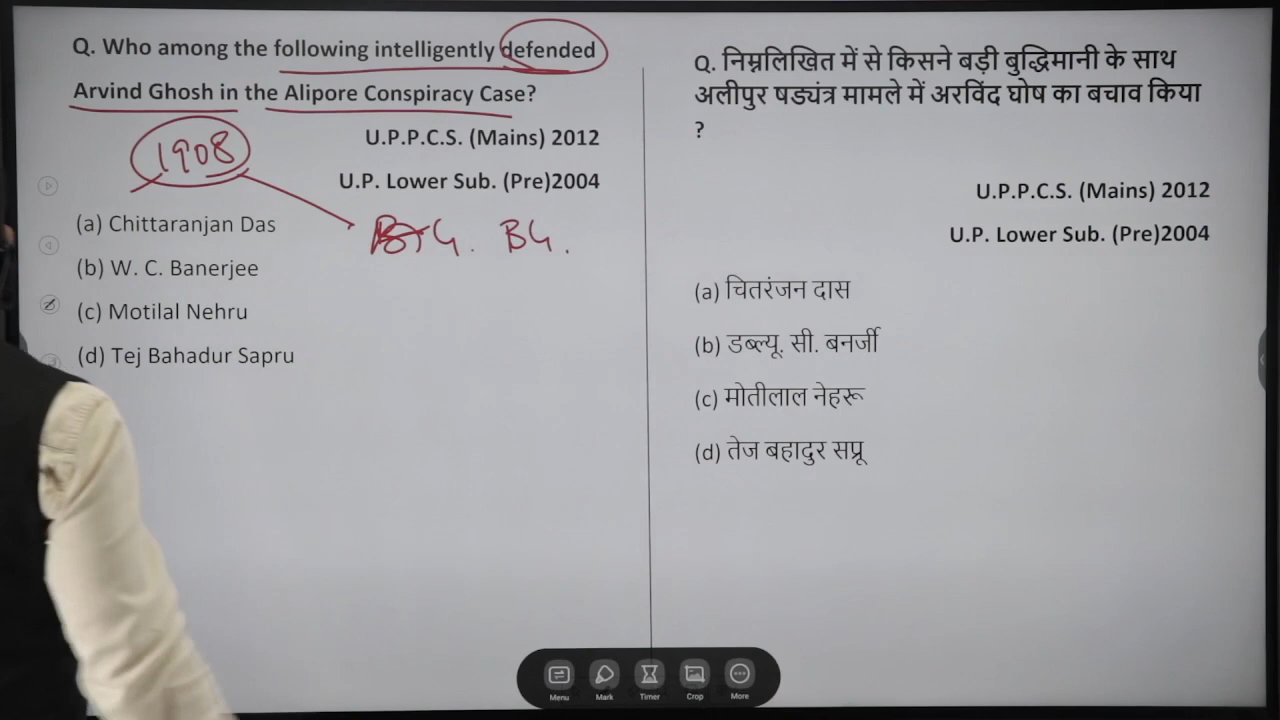 Q. Who among the following intelligently defended
Arvind Ghosh in the Alipore Conspiracy Case?
1908
U.P.P.C.S. (Mains) 2012
U.P. Lower Sub. (Pre)2004
BG.
(a) Chittaranjan Das
(b) W. C. Banerjee
(c) Motilal Nehru
(d) Tej Bahadur Sapru
Q. निम्नलिखित में से किसने बड़ी बुद्धिमानी के साथ
अलीपुर षड्यंत्र मामले में अरविंद घोष का बचाव किया
?
U.P.P.C.S. (Mains) 2012
U.P. Lower Sub. (Pre)2004
(a) चितरंजन दास
(b) डब्ल्यू. सी. बनर्जी
(c) मोतीलाल नेहरू
(d) तेज बहादुर सप्रू
Menu Mark Timer Crop More